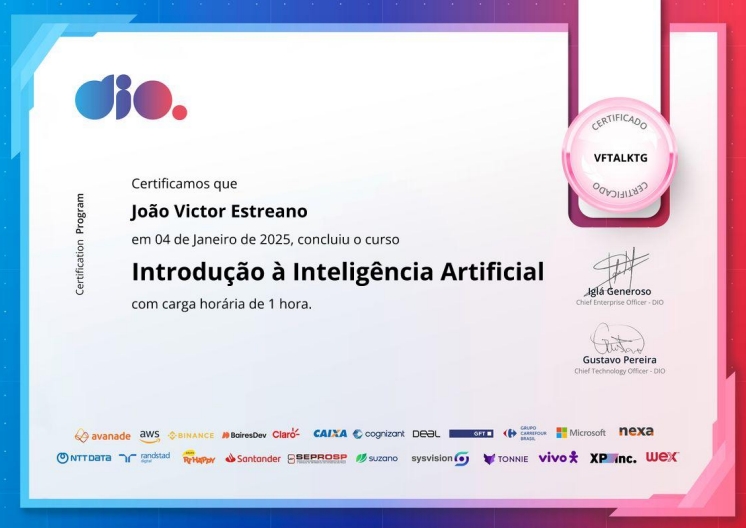 dio.
CERTIFICADO
VFTALKTG
CERTIFICADO
Certification Program
Certificamos que
João Victor Estreano
em 04 de Janeiro de 2025, concluiu o curso
Introdução à Inteligência Artificial
com carga horária de 1 hora.
Iglá Generoso
Chief Enterprise Officer - DIO
Gustavo Pereira
Chief Technology Officer - DIO
avanade aws BINANCE BairesDev Claro CAIXA cognizant DEAL GFT GRUPO CARREFOUR BRASIL Microsoft nexa
NTT DATA randstad digital RE/HAPPY Santander SEPROSP suzano sysvision TONNIE vivo XP inc. wex